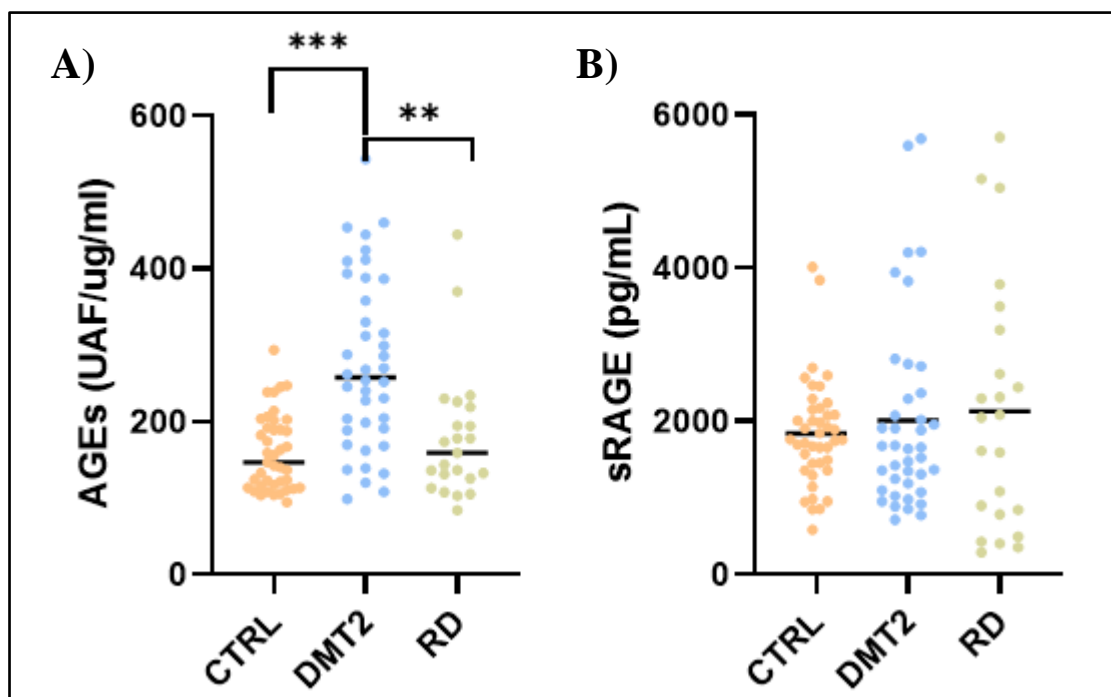 A)
***
**
AGEs (UAF/ug/ml)
600
400
200
0
CTRL
DMT2
RD
B)
sRAGE (pg/mL)
6000
4000
2000
0
CTRL
DMT2
RD